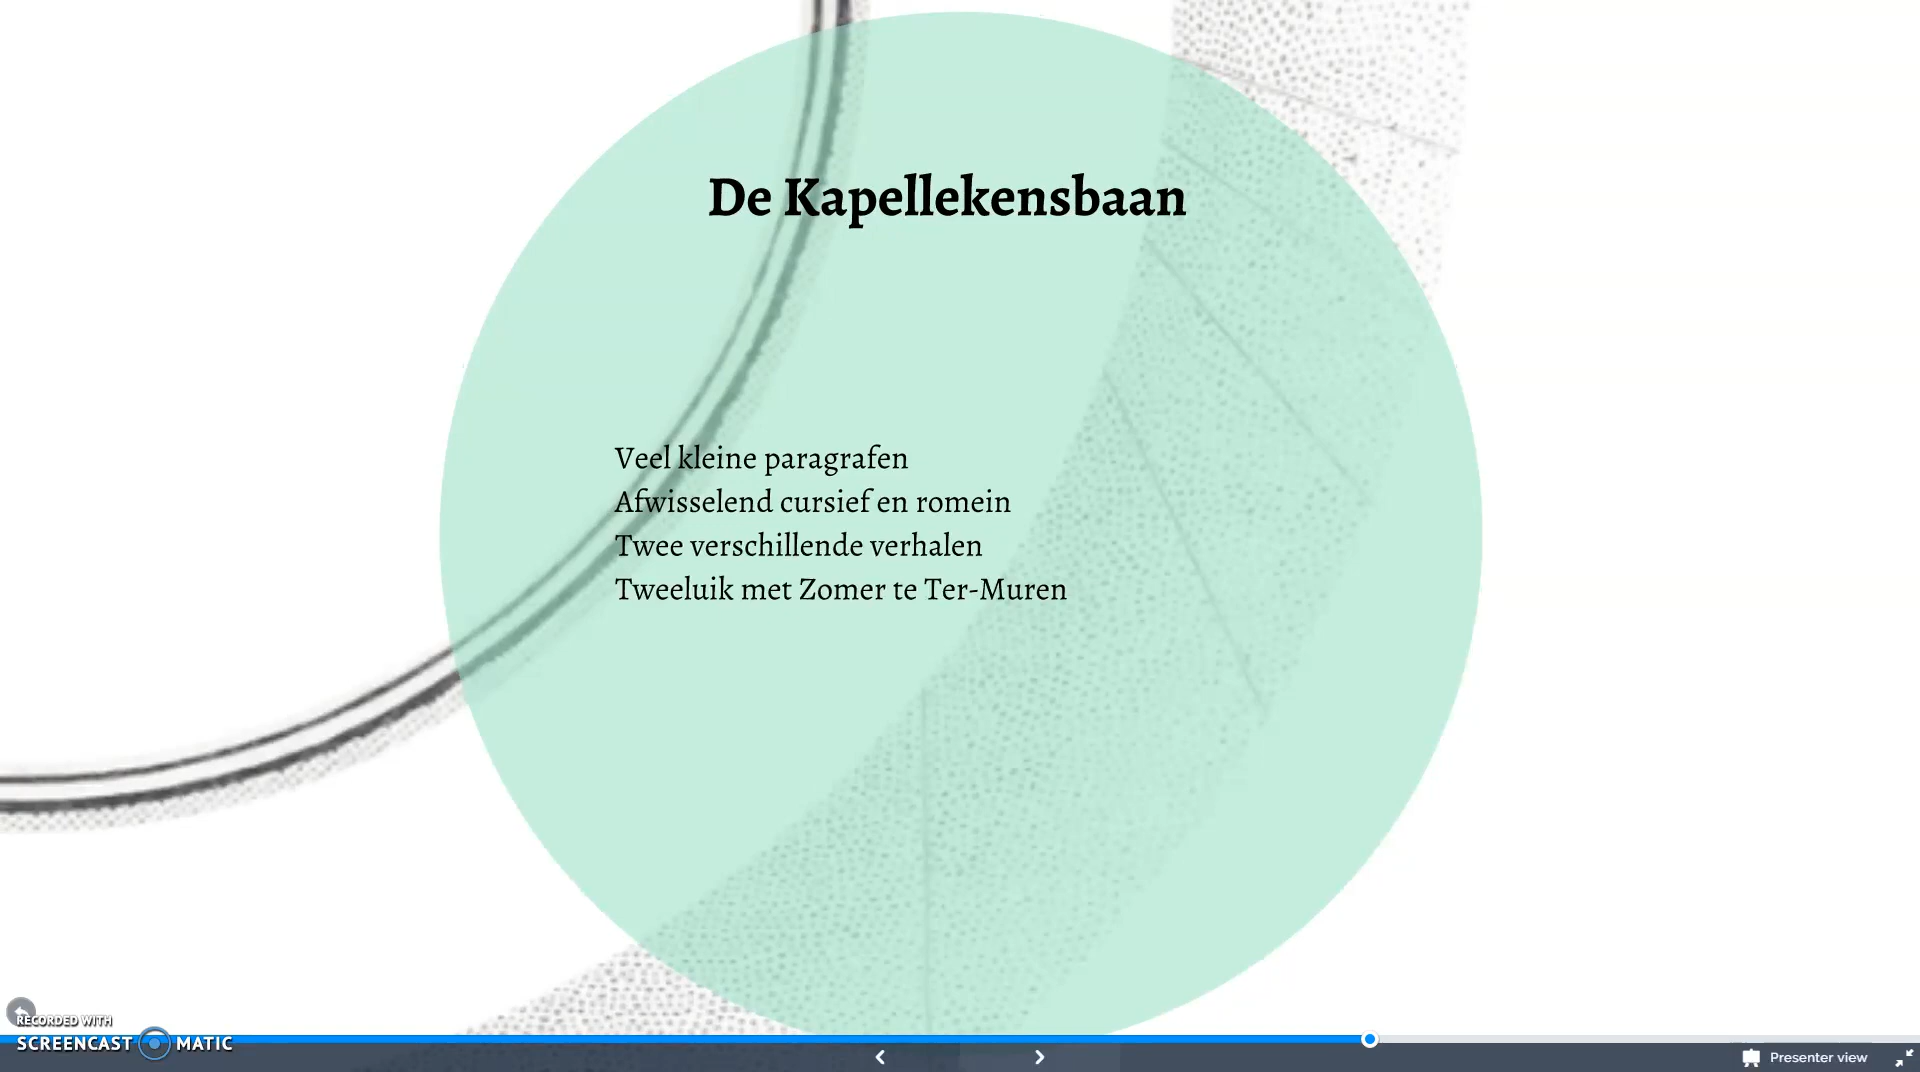 De Kapellekensbaan
Veel kleine paragrafen
Afwisselend cursief en romein
Twee verschillende verhalen
Tweeluik met Zomer te Ter-Muren
RECORDED WITH
SCREENCAST MATIC
Presenter view